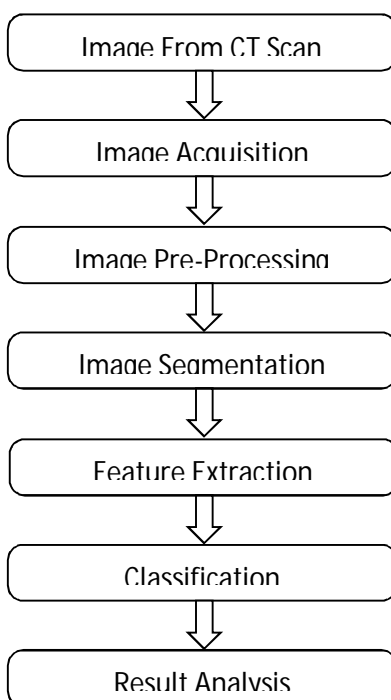 Image From CT Scan
Image Acquisition
Image Pre-Processing
Image Segmentation
Feature Extraction
Classification
Result Analysis